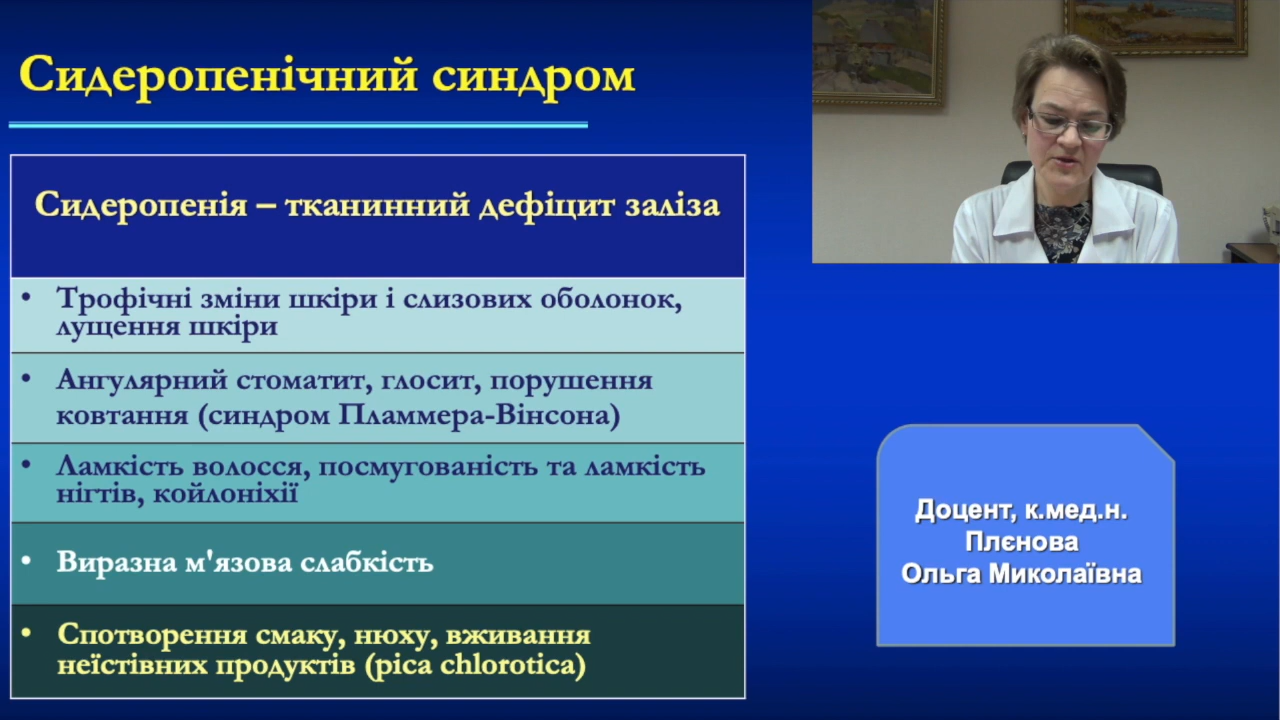 Сидеропенічний синдром
Сидеропенія – тканинний дефіцит заліза
• Трофічні зміни шкіри і слизових оболонок,
лущення шкіри
• Ангулярний стоматит, глосит, порушення
ковтання (синдром Пламмера-Вінсона)
• Ламкість волосся, посмугованість та ламкість
нігтів, койлоніхії
• Виразна м'язова слабкість
• Спотворення смаку, нюху, вживання
неїстівних продуктів (pica chlorotica)
Доцент, к.мед.н.
Плєнова
Ольга Миколаївна